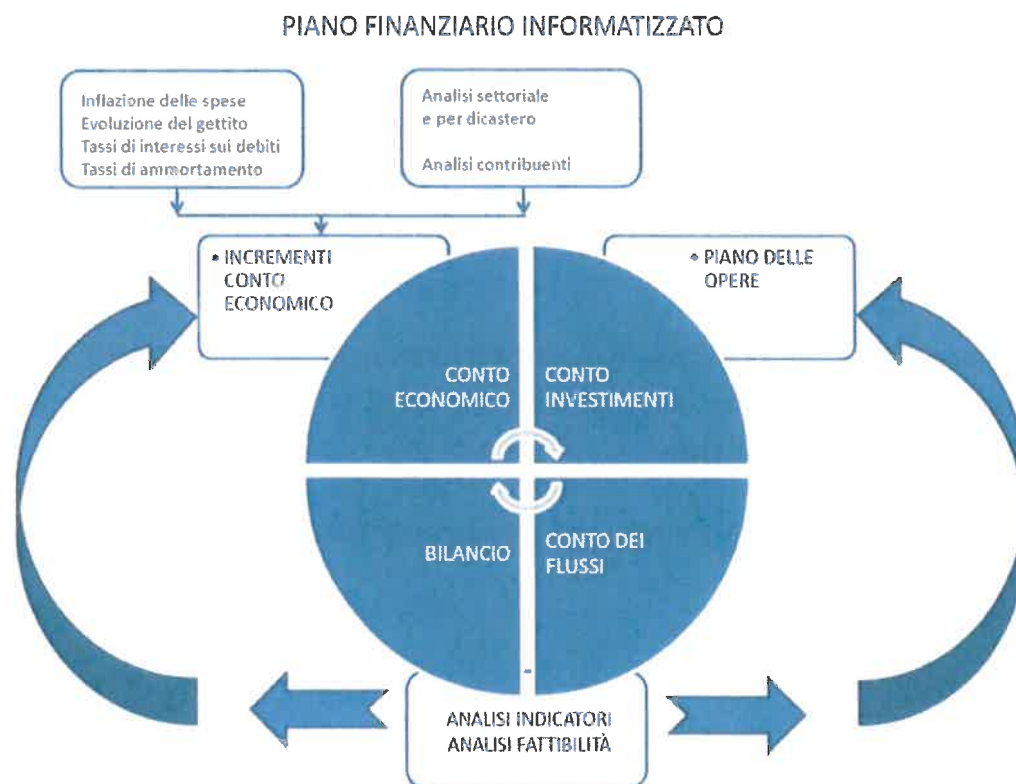 PIANO FINANZIARIO INFORMATIZZATO
Inflazione delle spese
Evoluzione del gettito
Tassi di interessi sui debiti
Tassi di ammortamento
Analisi settoriale
e per dicastero
Analisi contribuenti
• INCREMENTI
CONTO
ECONOMICO
• PIANO DELLE
OPERE
CONTO
ECONOMICO
CONTO
INVESTIMENTI
BILANCIO
CONTO DEI
FLUSSI
ANALISI INDICATORI
ANALISI FATTIBILITÀ